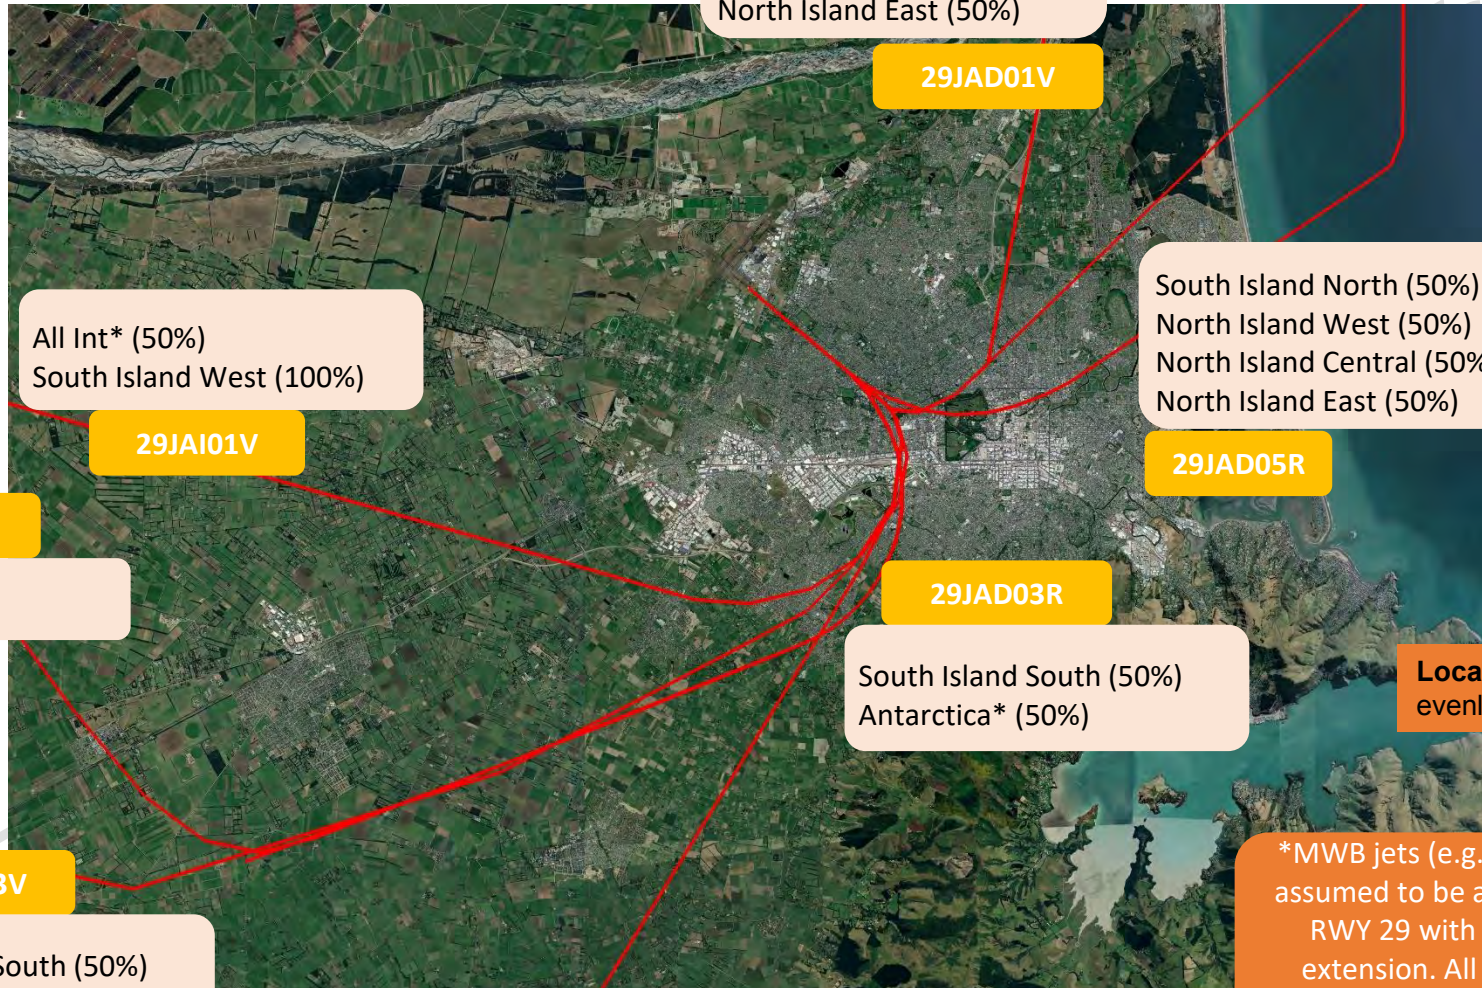 North Island East (50%)
29JAD01V
South Island North (50%)
North Island West (50%)
North Island Central (50%
North Island East (50%)
29JAD05R
All Int* (50%)
South Island West (100%)
29JAI01V
29JAD03R
South Island South (50%)
Antarctica* (50%)
Loca
evenl
3V
South (50%)
*MWB jets (e.g.
assumed to be a
RWY 29 with
extension. All